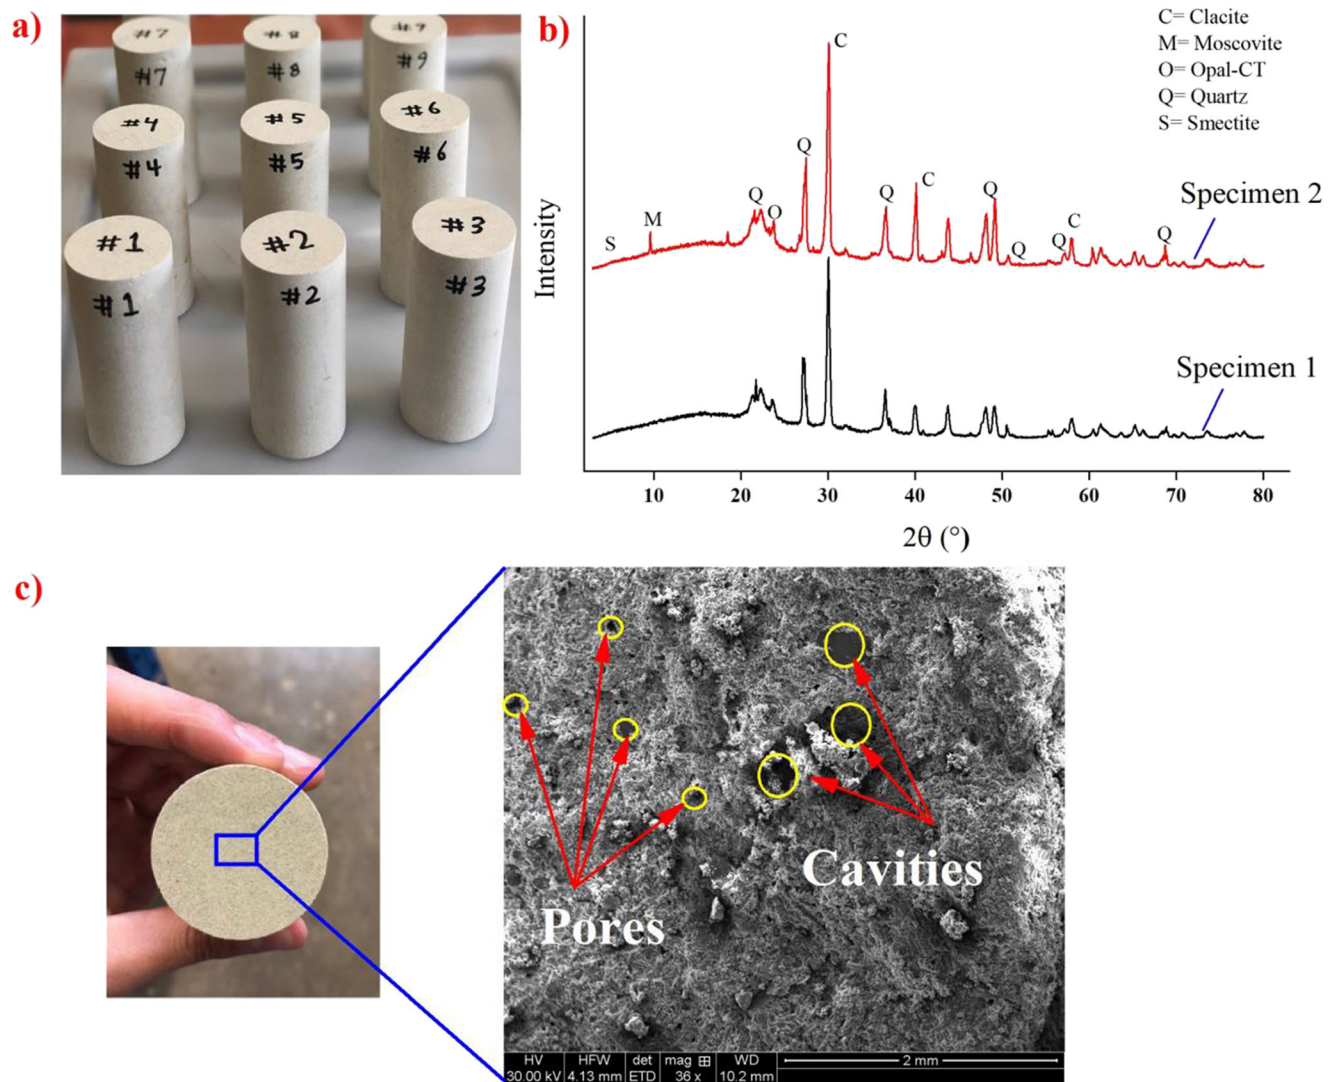 a)
#7
#8
#9
#7
#8
#9
#4
#5
#6
#4
#5
#6
#1
#2
#3
#1
#2
#3
b)
C= Clacite
M= Moscovite
O= Opal-CT
Q= Quartz
S= Smectite
C
Q
Q
M
O
S
Q
C
Q
Q
Q
C
Q
Specimen 2
Specimen 1
Intensity
10 20 30 40 50 60 70 80
2θ (°)
c)
Pores
Cavities
HV HFW det mag ⊞ WD
30.00 kV 4.13 mm ETD 36 x 10.2 mm
2 mm